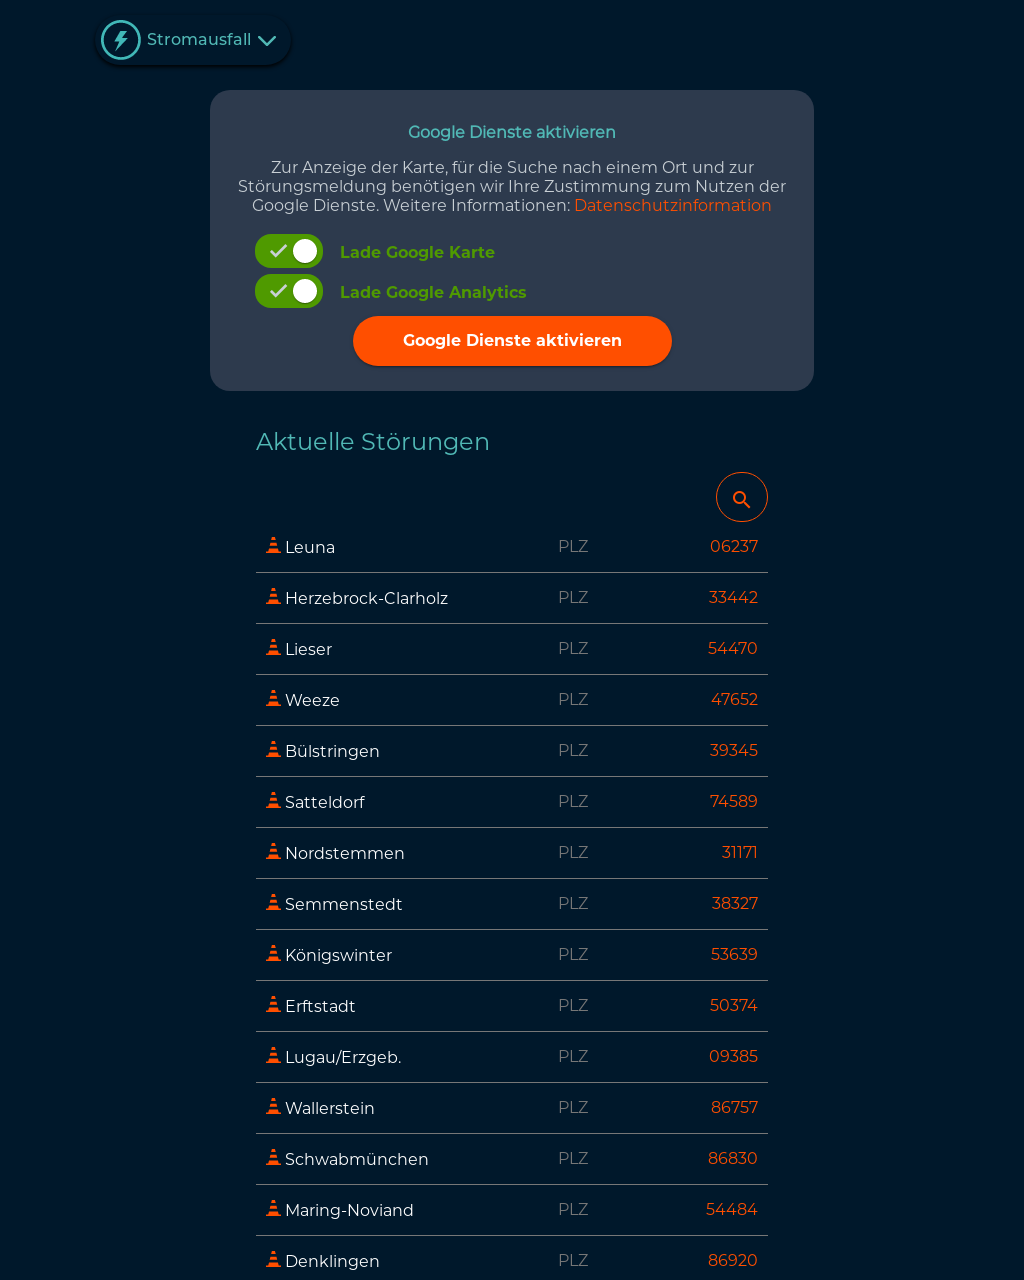 Stromausfall
Google Dienste aktivieren
Zur Anzeige der Karte, für die Suche nach einem Ort und zur
Störungsmeldung benötigen wir Ihre Zustimmung zum Nutzen der
Google Dienste. Weitere Informationen: Datenschutzinformation
Lade Google Karte
Lade Google Analytics
Google Dienste aktivieren
Aktuelle Störungen
Leuna PLZ 06237
Herzebrock-Clarholz PLZ 33442
Lieser PLZ 54470
Weeze PLZ 47652
Bülstringen PLZ 39345
Satteldorf PLZ 74589
Nordstemmen PLZ 31171
Semmenstedt PLZ 38327
Königswinter PLZ 53639
Erftstadt PLZ 50374
Lugau/Erzgeb. PLZ 09385
Wallerstein PLZ 86757
Schwabmünchen PLZ 86830
Maring-Noviand PLZ 54484
Denklingen PLZ 86920